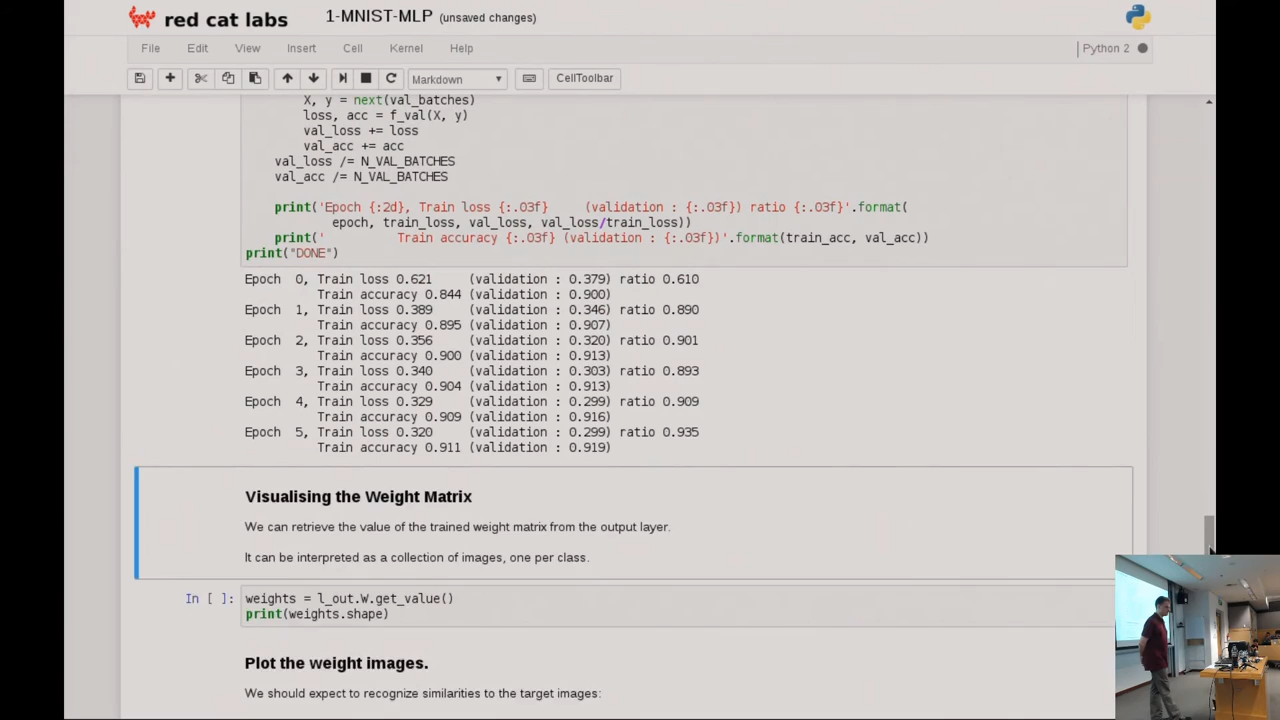 red cat labs 1-MNIST-MLP (unsaved changes)
File Edit View Insert Cell Kernel Help Python 2
Markdown CellToolbar
X, y = next(val_batches)
loss, acc = f_val(X, y)
val_loss += loss
val_acc += acc
val_loss /= N_VAL_BATCHES
val_acc /= N_VAL_BATCHES
print('Epoch {:2d}, Train loss {:.03f}     (validation : {:.03f}) ratio {:.03f}'.format(
epoch, train_loss, val_loss, val_loss/train_loss))
print('          Train accuracy {:.03f} (validation : {:.03f})'.format(train_acc, val_acc))
print("DONE")
Epoch  0, Train loss 0.621     (validation : 0.379) ratio 0.610
Train accuracy 0.844 (validation : 0.900)
Epoch  1, Train loss 0.389     (validation : 0.346) ratio 0.890
Train accuracy 0.895 (validation : 0.907)
Epoch  2, Train loss 0.356     (validation : 0.320) ratio 0.901
Train accuracy 0.900 (validation : 0.913)
Epoch  3, Train loss 0.340     (validation : 0.303) ratio 0.893
Train accuracy 0.904 (validation : 0.913)
Epoch  4, Train loss 0.329     (validation : 0.299) ratio 0.909
Train accuracy 0.909 (validation : 0.916)
Epoch  5, Train loss 0.320     (validation : 0.299) ratio 0.935
Train accuracy 0.911 (validation : 0.919)
Visualising the Weight Matrix
We can retrieve the value of the trained weight matrix from the output layer.
It can be interpreted as a collection of images, one per class.
In [ ]: weights = l_out.W.get_value()
print(weights.shape)
Plot the weight images.
We should expect to recognize similarities to the target images: